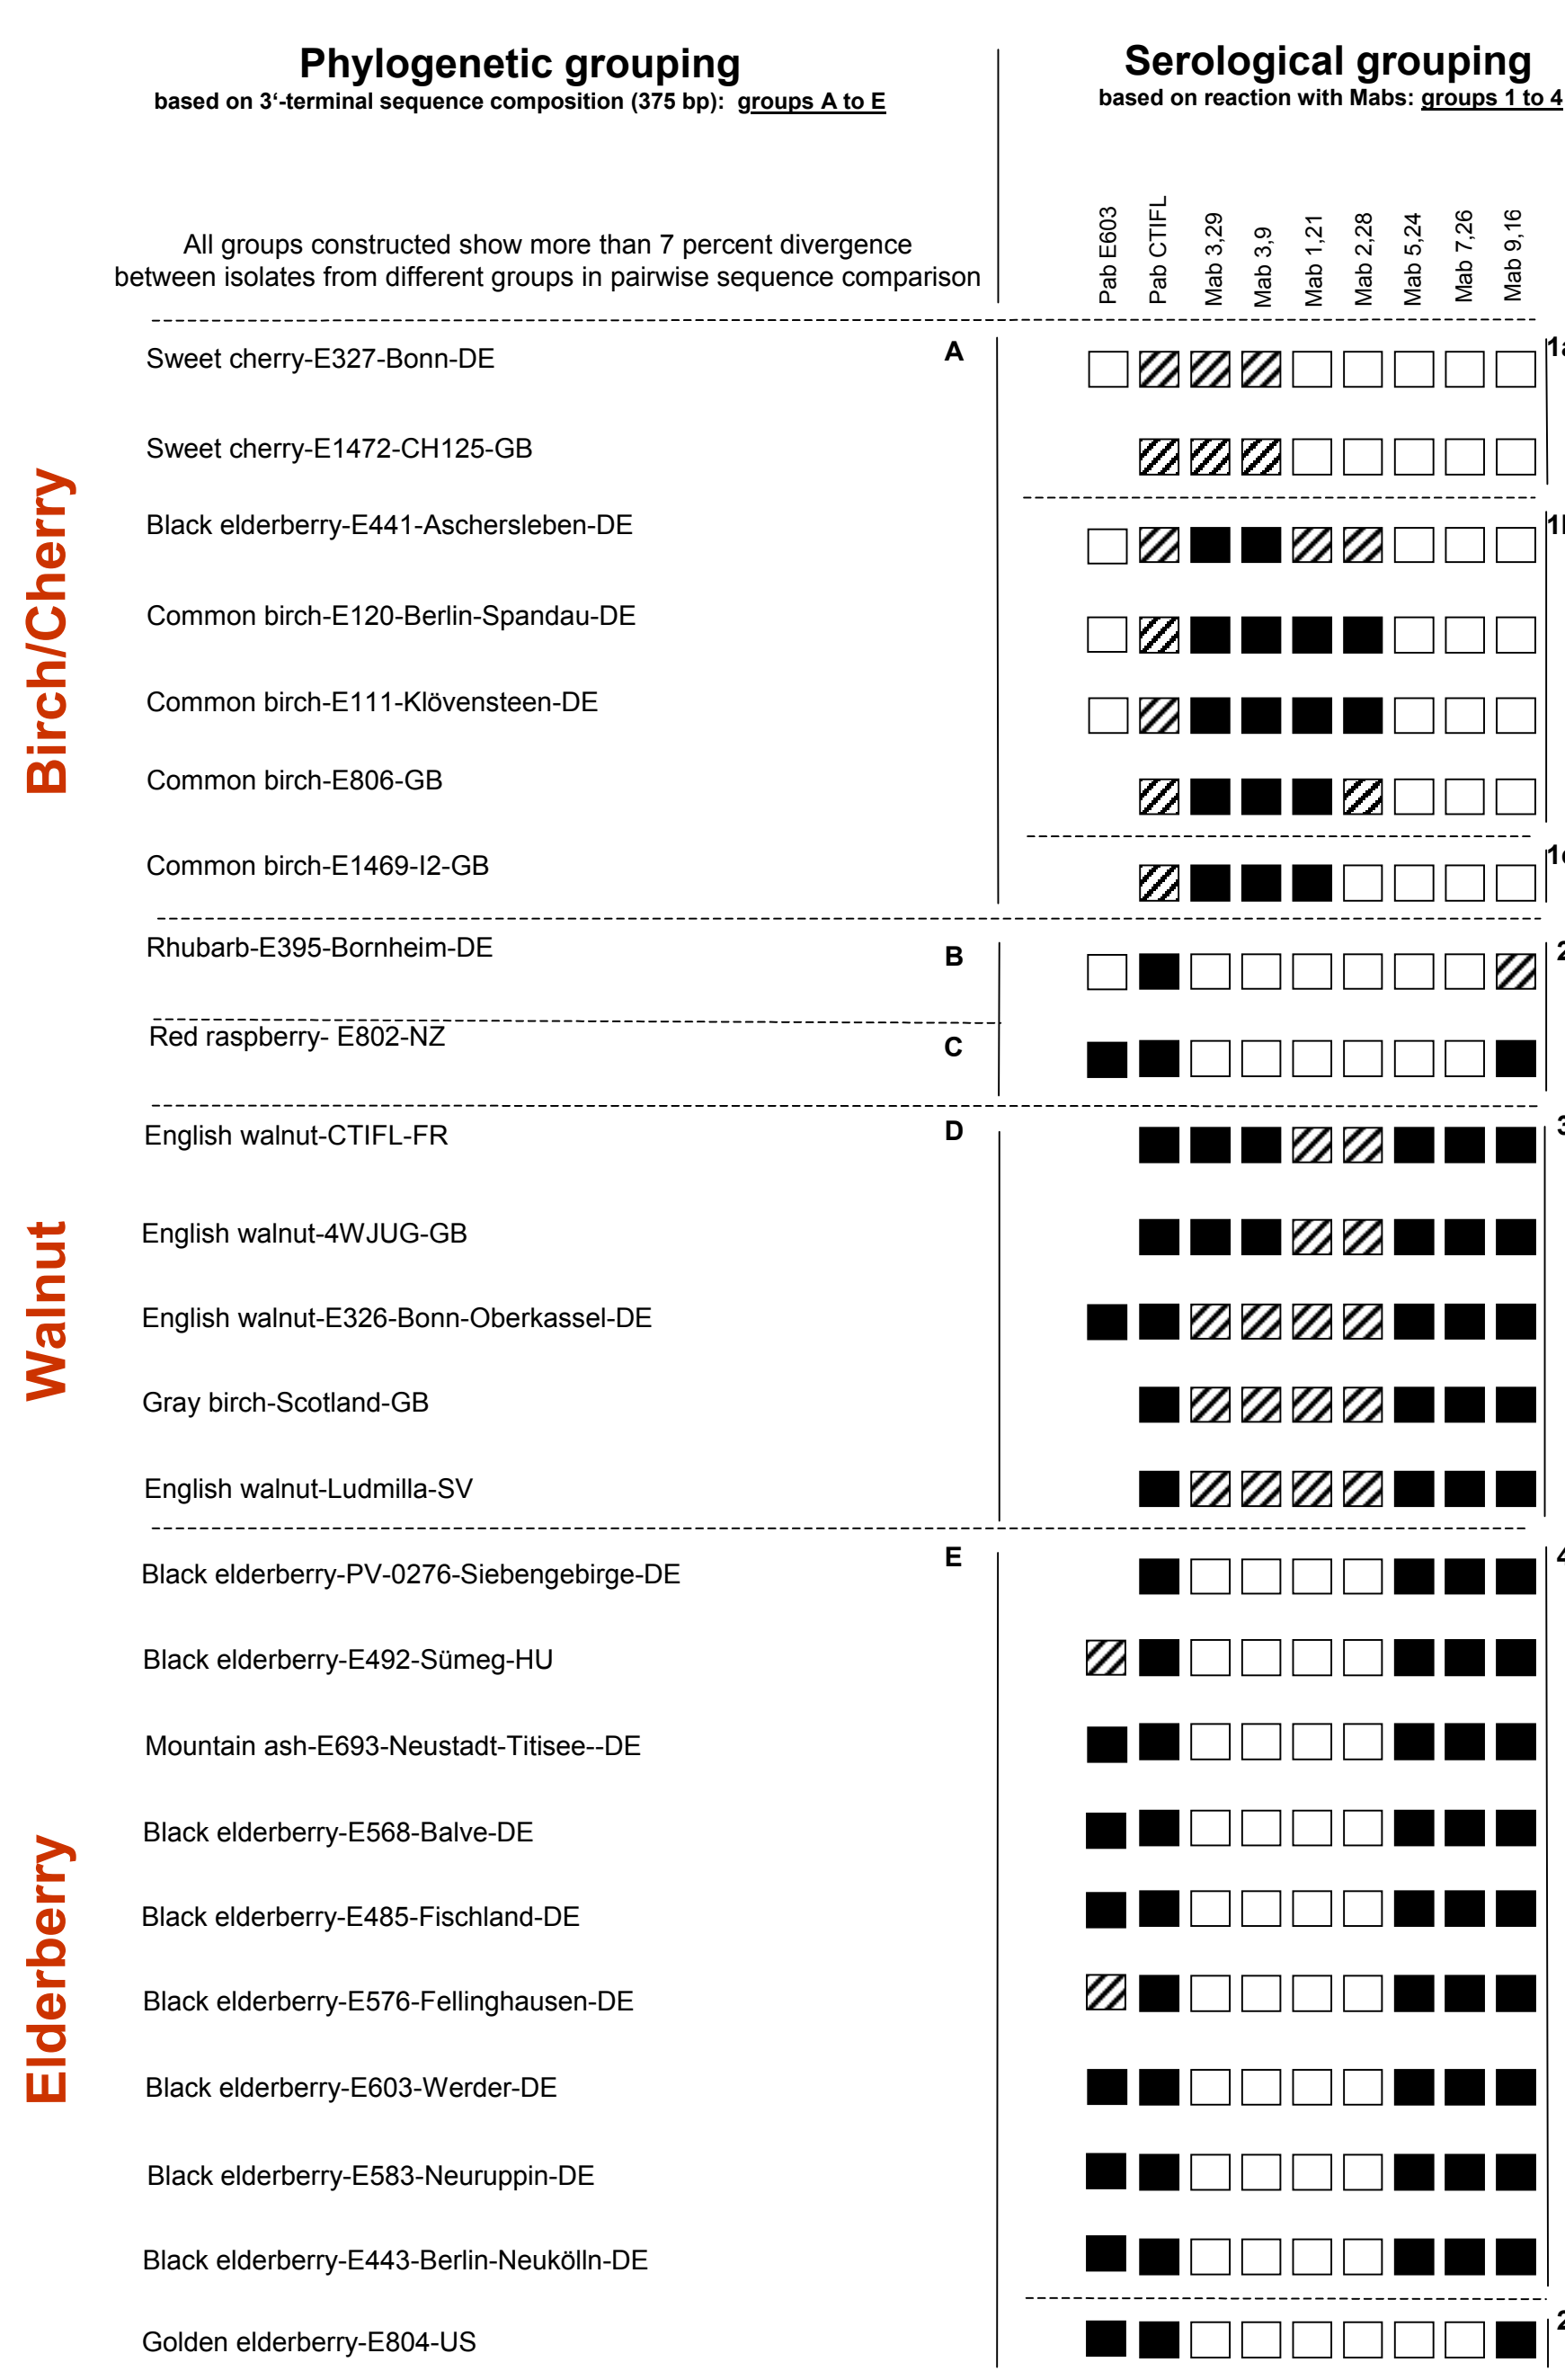 Phylogenetic grouping
based on 3‘-terminal sequence composition (375 bp): groups A to E
Serological grouping
based on reaction with Mabs: groups 1 to 4
All groups constructed show more than 7 percent divergence
between isolates from different groups in pairwise sequence comparison
Pab E603
Pab CTIFL
Mab 3,29
Mab 3,9
Mab 1,21
Mab 2,28
Mab 5,24
Mab 7,26
Mab 9,16
Birch/Cherry
Sweet cherry-E327-Bonn-DE
A
Sweet cherry-E1472-CH125-GB
Black elderberry-E441-Aschersleben-DE
Common birch-E120-Berlin-Spandau-DE
Common birch-E111-Klövensteen-DE
Common birch-E806-GB
Common birch-E1469-I2-GB
Rhubarb-E395-Bornheim-DE
B
2
Red raspberry- E802-NZ
C
Walnut
English walnut-CTIFL-FR
D
3
English walnut-4WJUG-GB
English walnut-E326-Bonn-Oberkassel-DE
Gray birch-Scotland-GB
English walnut-Ludmilla-SV
Elderberry
Black elderberry-PV-0276-Siebengebirge-DE
E
4
Black elderberry-E492-Sümeg-HU
Mountain ash-E693-Neustadt-Titisee--DE
Black elderberry-E568-Balve-DE
Black elderberry-E485-Fischland-DE
Black elderberry-E576-Fellinghausen-DE
Black elderberry-E603-Werder-DE
Black elderberry-E583-Neuruppin-DE
Black elderberry-E443-Berlin-Neukölln-DE
Golden elderberry-E804-US
2